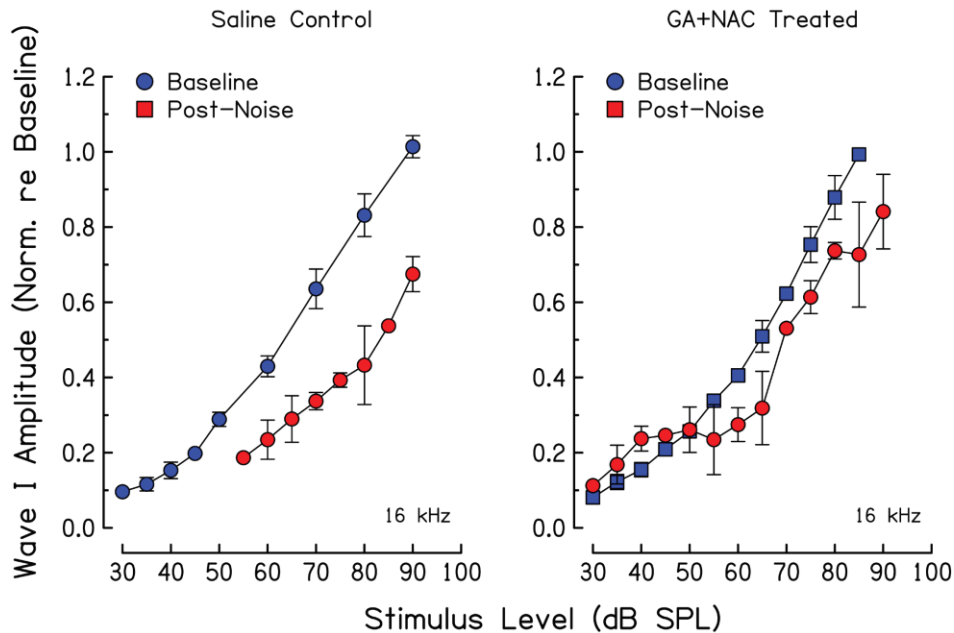 Saline Control
GA+NAC Treated
Wave I Amplitude (Norm. re Baseline)
1.2
1.0
0.8
0.6
0.4
0.2
0.0
Baseline
Post-Noise
16 kHz
30 40 50 60 70 80 90 100
1.2
1.0
0.8
0.6
0.4
0.2
0.0
Baseline
Post-Noise
16 kHz
30 40 50 60 70 80 90 100
Stimulus Level (dB SPL)